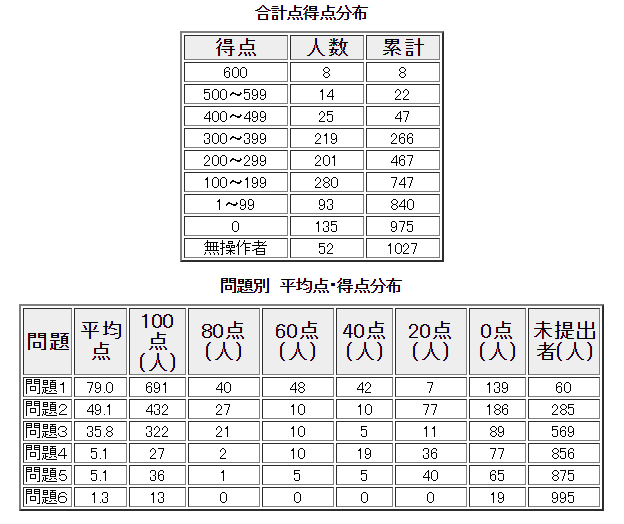 合計点得点分布
得点 人数 累計
600 8 8
500～599 14 22
400～499 25 47
300～399 219 266
200～299 201 467
100～199 280 747
1～99 93 840
0 135 975
無操作者 52 1027
問題別 平均点・得点分布
問題 平均点 100点(人) 80点(人) 60点(人) 40点(人) 20点(人) 0点(人) 未提出者(人)
問題1 79.0 691 40 48 42 7 139 60
問題2 49.1 432 27 10 10 77 186 285
問題3 35.8 322 21 10 5 11 89 569
問題4 5.1 27 2 10 19 36 77 856
問題5 5.1 36 1 5 5 40 65 875
問題6 1.3 13 0 0 0 0 19 995